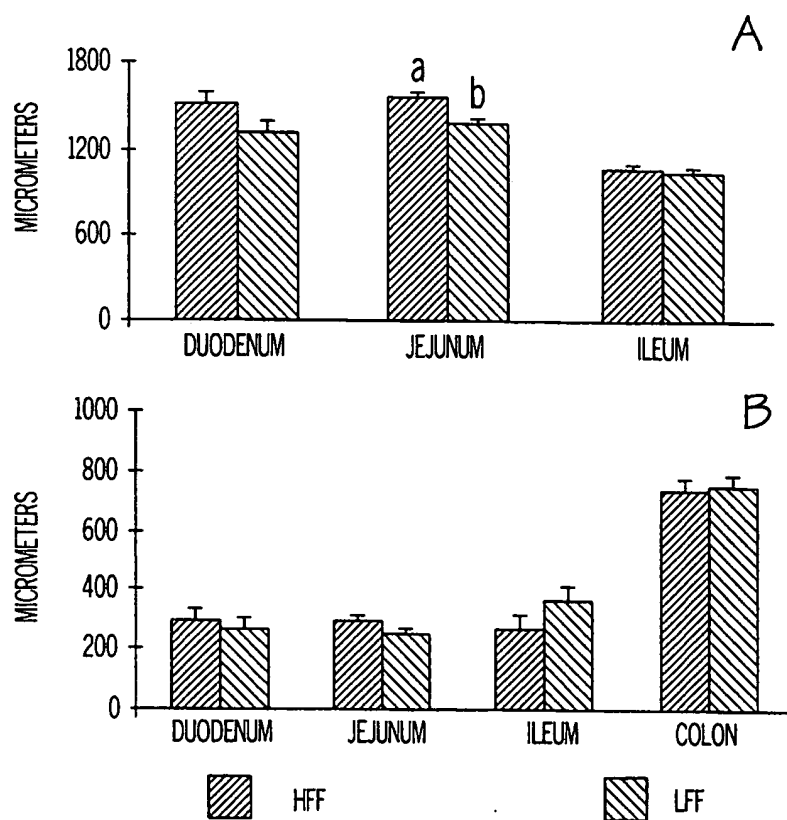 A
1800
1200
600
0
MICROMETERS
a
b
DUODENUM JEJUNUM ILEUM
B
1000
800
600
400
200
0
MICROMETERS
DUODENUM JEJUNUM ILEUM COLON
HFF LFF